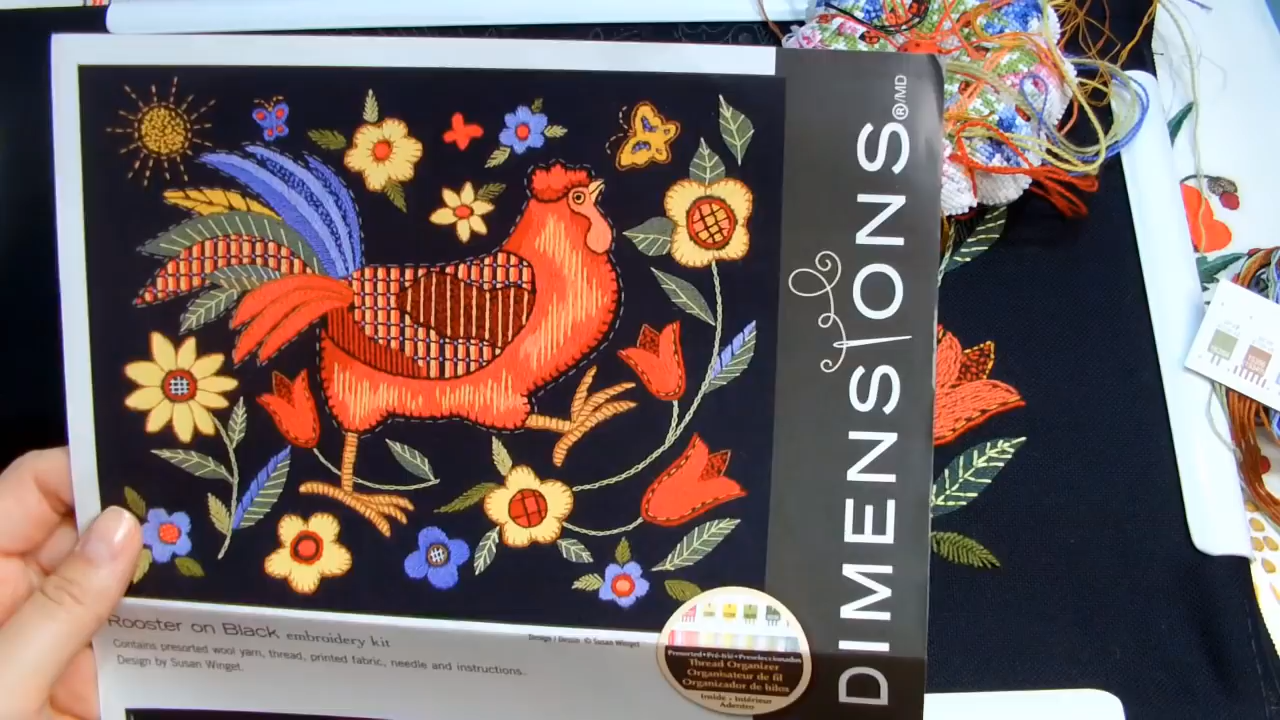 DIMENSIONS®/MD
Rooster on Black embroidery kit
Design / Dessin © Susan Winget
Contains presorted wool yarn, thread, printed fabric, needle and instructions.
Design by Susan Winget.
Presorted • Pré-trié • Preseleccionados
Thread Organizer
Organisateur de fil
Organizador de hilos
Inside • Intérieur
Adentro